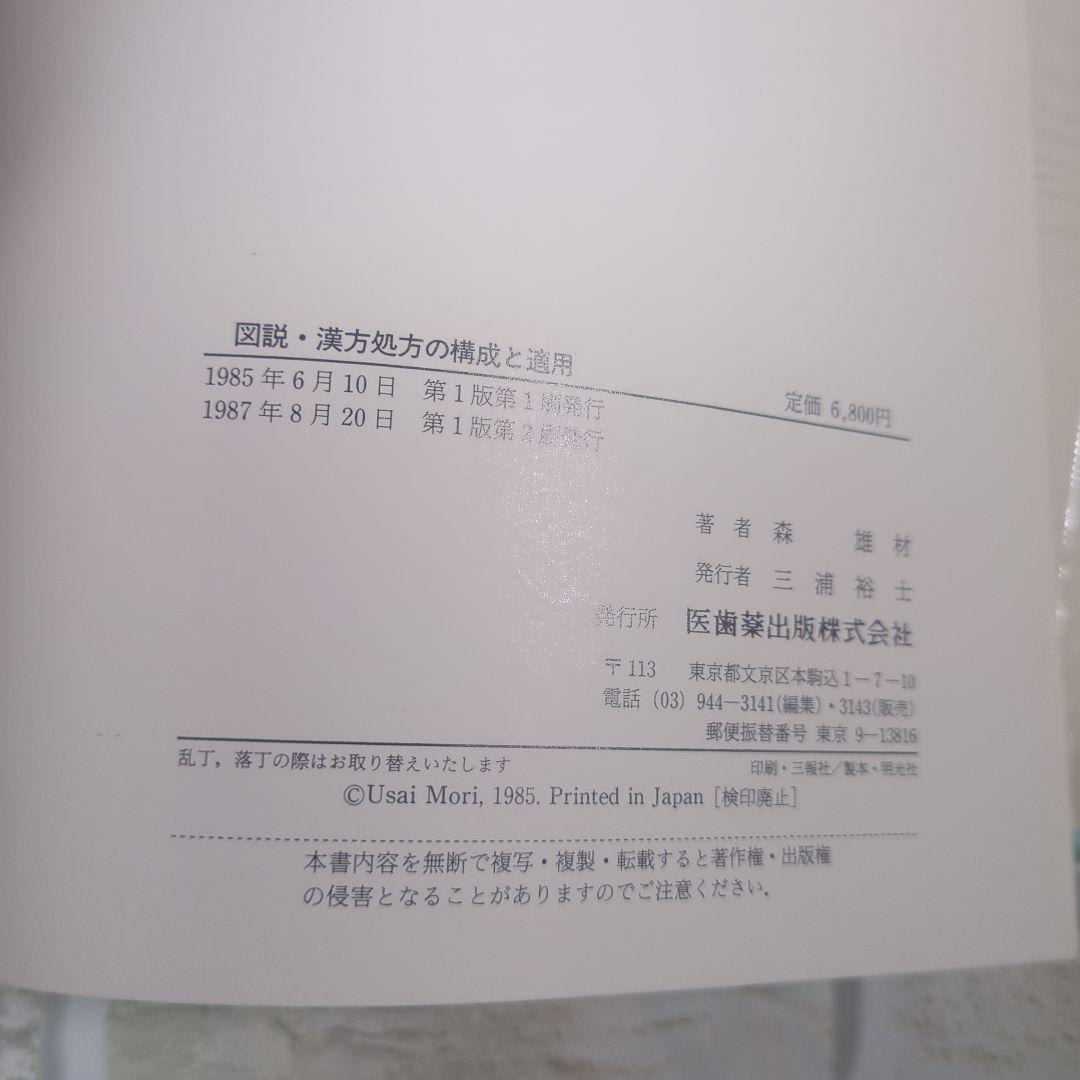 図説・漢方処方の構成と適用
定価 6,800円
1985年6月10日 第1版第1刷発行
1987年8月20日 第1版第2刷発行
著者 森 雄材
発行者 三浦裕士
発行所 医歯薬出版株式会社
〒113 東京都文京区本駒込1-7-10
電話 (03) 944-3141(編集)・3143(販売)
郵便振替番号 東京 9-13816
乱丁,落丁の際はお取り替えいたします
印刷・三報社/製本・明光社
©Usai Mori, 1985. Printed in Japan [検印廃止]
本書内容を無断で複写・複製・転載すると著作権・出版権
の侵害となることがありますのでご注意ください.